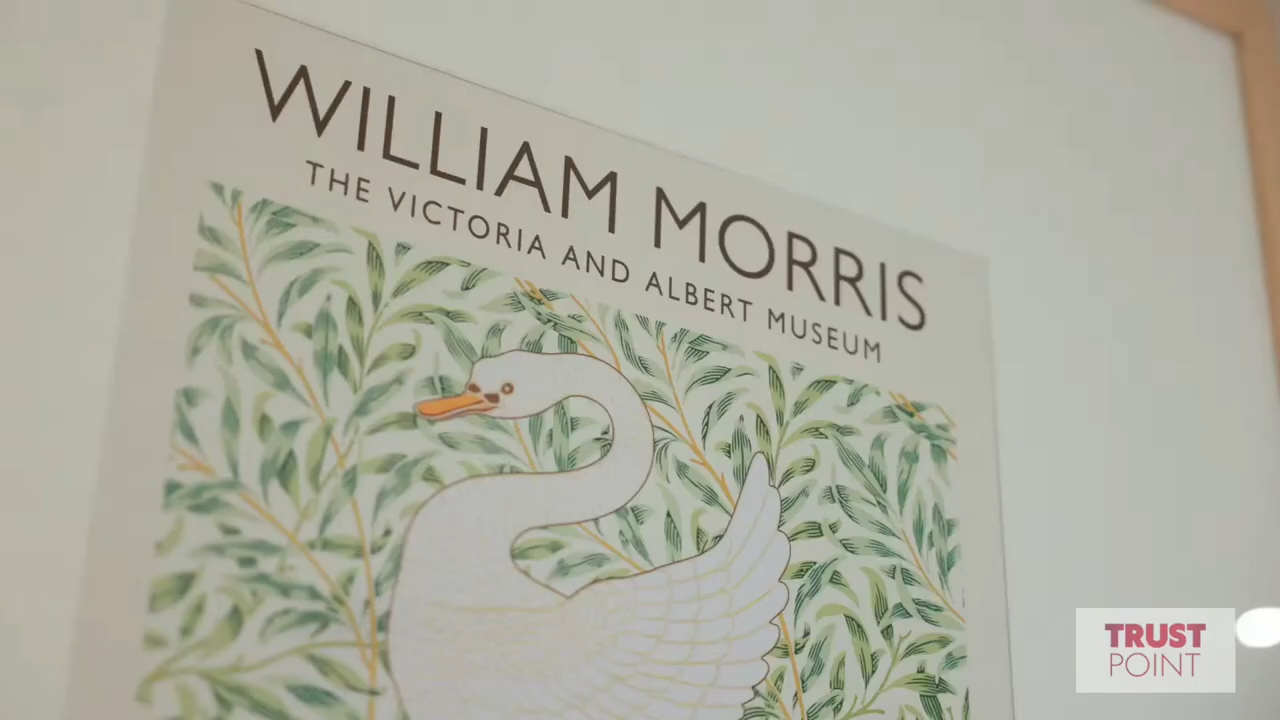 WILLIAM MORRIS
THE VICTORIA AND ALBERT MUSEUM
TRUST
POINT